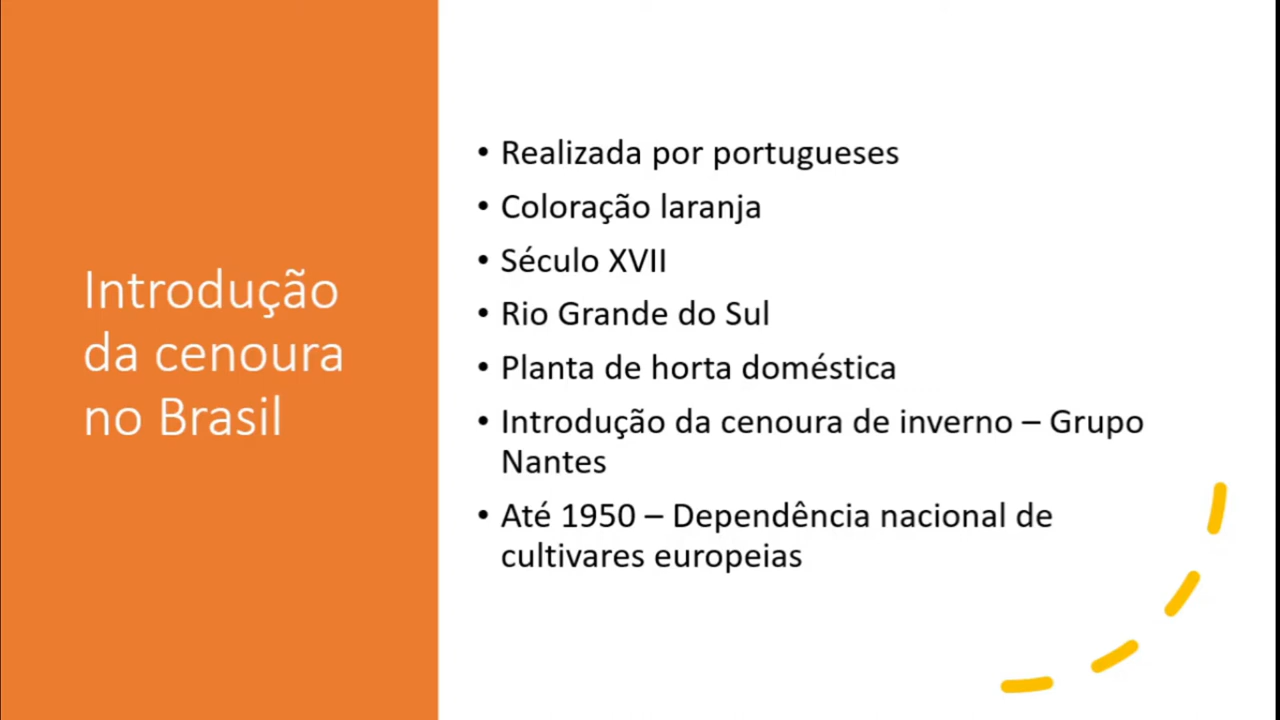 Introdução
da cenoura
no Brasil
• Realizada por portugueses
• Coloração laranja
• Século XVII
• Rio Grande do Sul
• Planta de horta doméstica
• Introdução da cenoura de inverno – Grupo
Nantes
• Até 1950 – Dependência nacional de
cultivares europeias